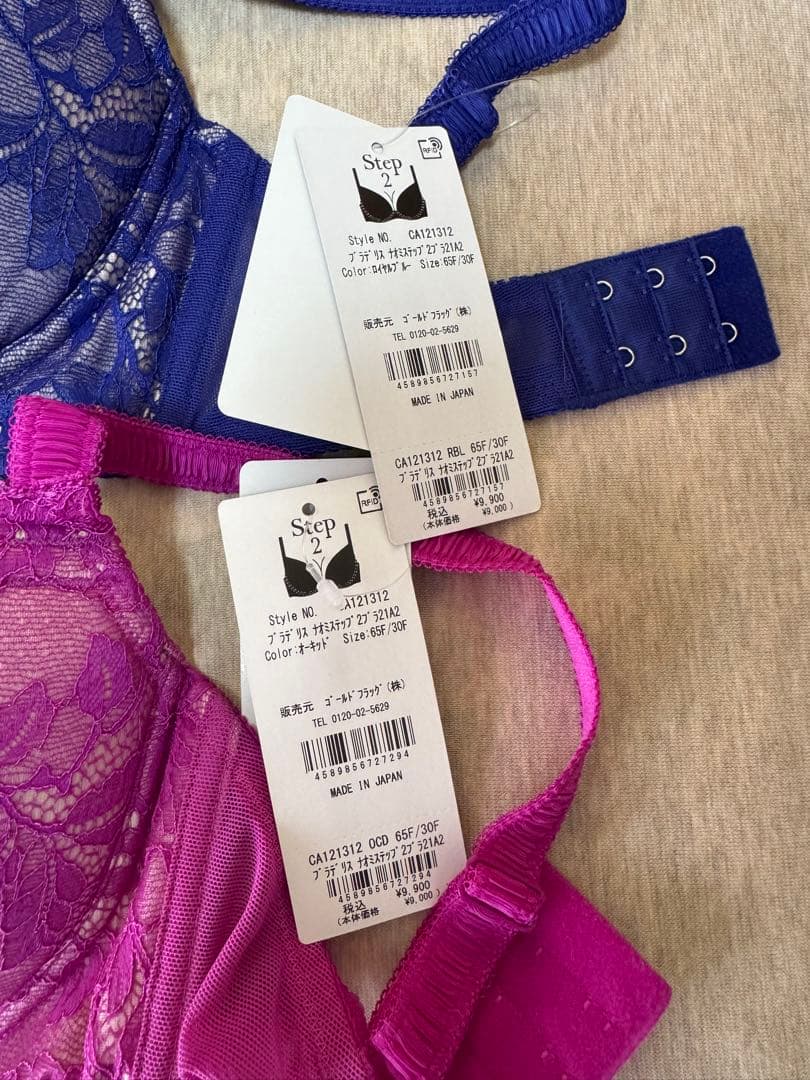 Step
2
RFID
Style NO. CA121312
ブラデリス ナオミステップ2ブラ21A2
Color:ロイヤルブルー Size:65F/30F
販売元 ゴールドフラッグ(株)
TEL 0120-02-5629
4589856727157
MADE IN JAPAN
CA121312 RBL 65F/30F
ブラデリス ナオミステップ2ブラ21A2
4589856727157
税込 ¥9,900
(本体価格 ¥9,000)
Step
2
RFID
Style NO. CA121312
ブラデリス ナオミステップ2ブラ21A2
Color:オーキッド Size:65F/30F
販売元 ゴールドフラッグ(株)
TEL 0120-02-5629
4589856727294
MADE IN JAPAN
CA121312 OCD 65F/30F
ブラデリス ナオミステップ2ブラ21A2
4589856727294
税込 ¥9,900
(本体価格 ¥9,000)